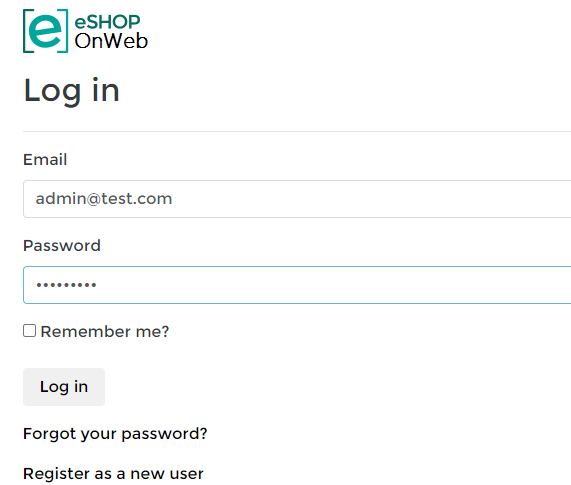 [e] eSHOP
OnWeb
Log in
Email
admin@test.com
Password
•••••••••
Remember me?
Log in
Forgot your password?
Register as a new user